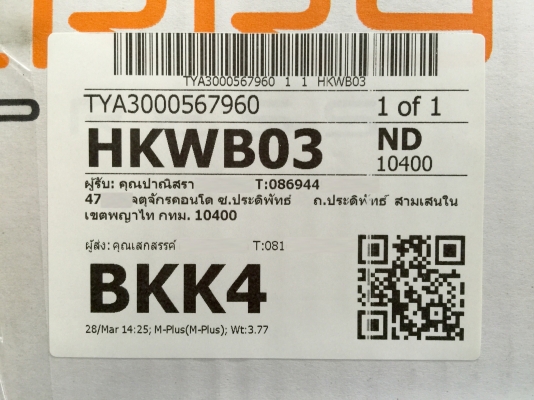 TYA3000567960 1 1 HKWB03
TYA3000567960 1 of 1
HKWB03 ND
10400
ผู้รับ: คุณปาณิสรา T:086944
47 จตุจักรคอนโด ซ.ประดิพัทธ์ ถ.ประดิพัทธ์ สามเสนใน
เขตพญาไท กทม. 10400
ผู้ส่ง: คุณเสกสรรค์ T:081
BKK4
28/Mar 14:25; M-Plus(M-Plus); Wt:3.77